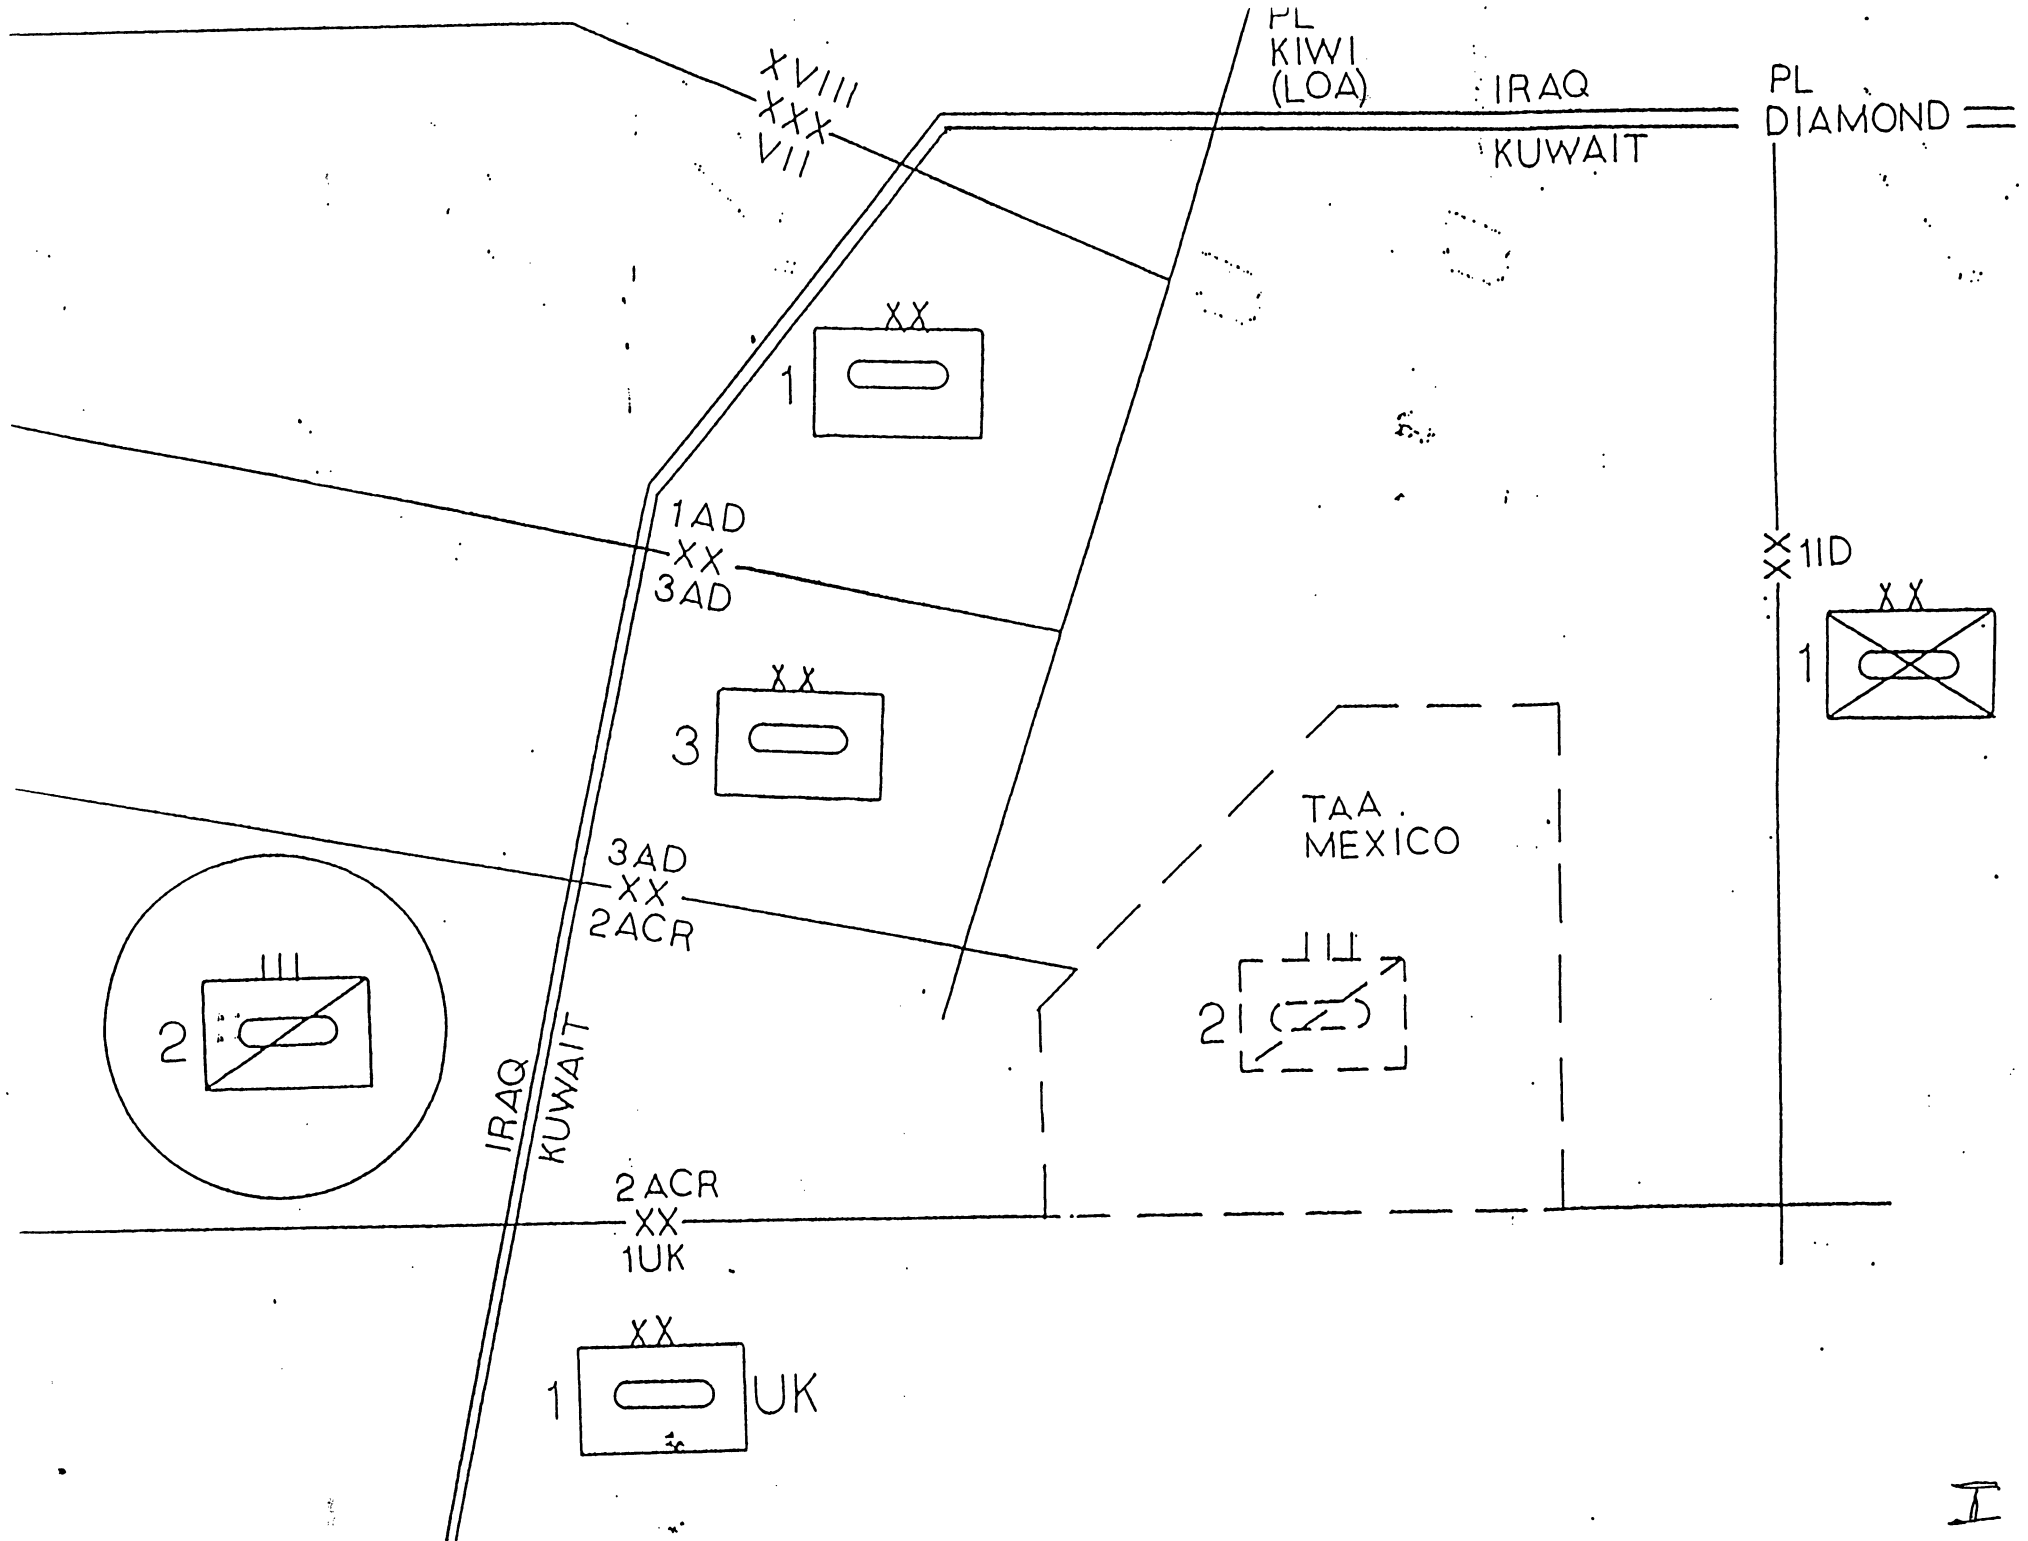 XVIII
XXX
VII
PL
KIWI
(LOA)
IRAQ
KUWAIT
PL
DIAMOND
XX
1
1AD
XX
3AD
XX
1ID
XX
1
XX
3
TAA
MEXICO
3AD
XX
2ACR
III
2
III
2
IRAQ
KUWAIT
2ACR
XX
1UK
XX
1 UK
I